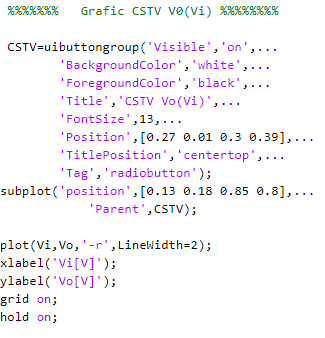 %%%%%%%   Grafic CSTV V0(Vi) %%%%%%%%
CSTV=uibuttongroup('Visible','on',...
'BackgroundColor','white',...
'ForegroundColor','black',...
'Title','CSTV Vo(Vi)',...
'FontSize',13,...
'Position',[0.27 0.01 0.3 0.39],...
'TitlePosition','centertop',...
'Tag','radiobutton');
subplot('position',[0.13 0.18 0.85 0.8],...
'Parent',CSTV);
plot(Vi,Vo,'-r',LineWidth=2);
xlabel('Vi[V]');
ylabel('Vo[V]');
grid on;
hold on;